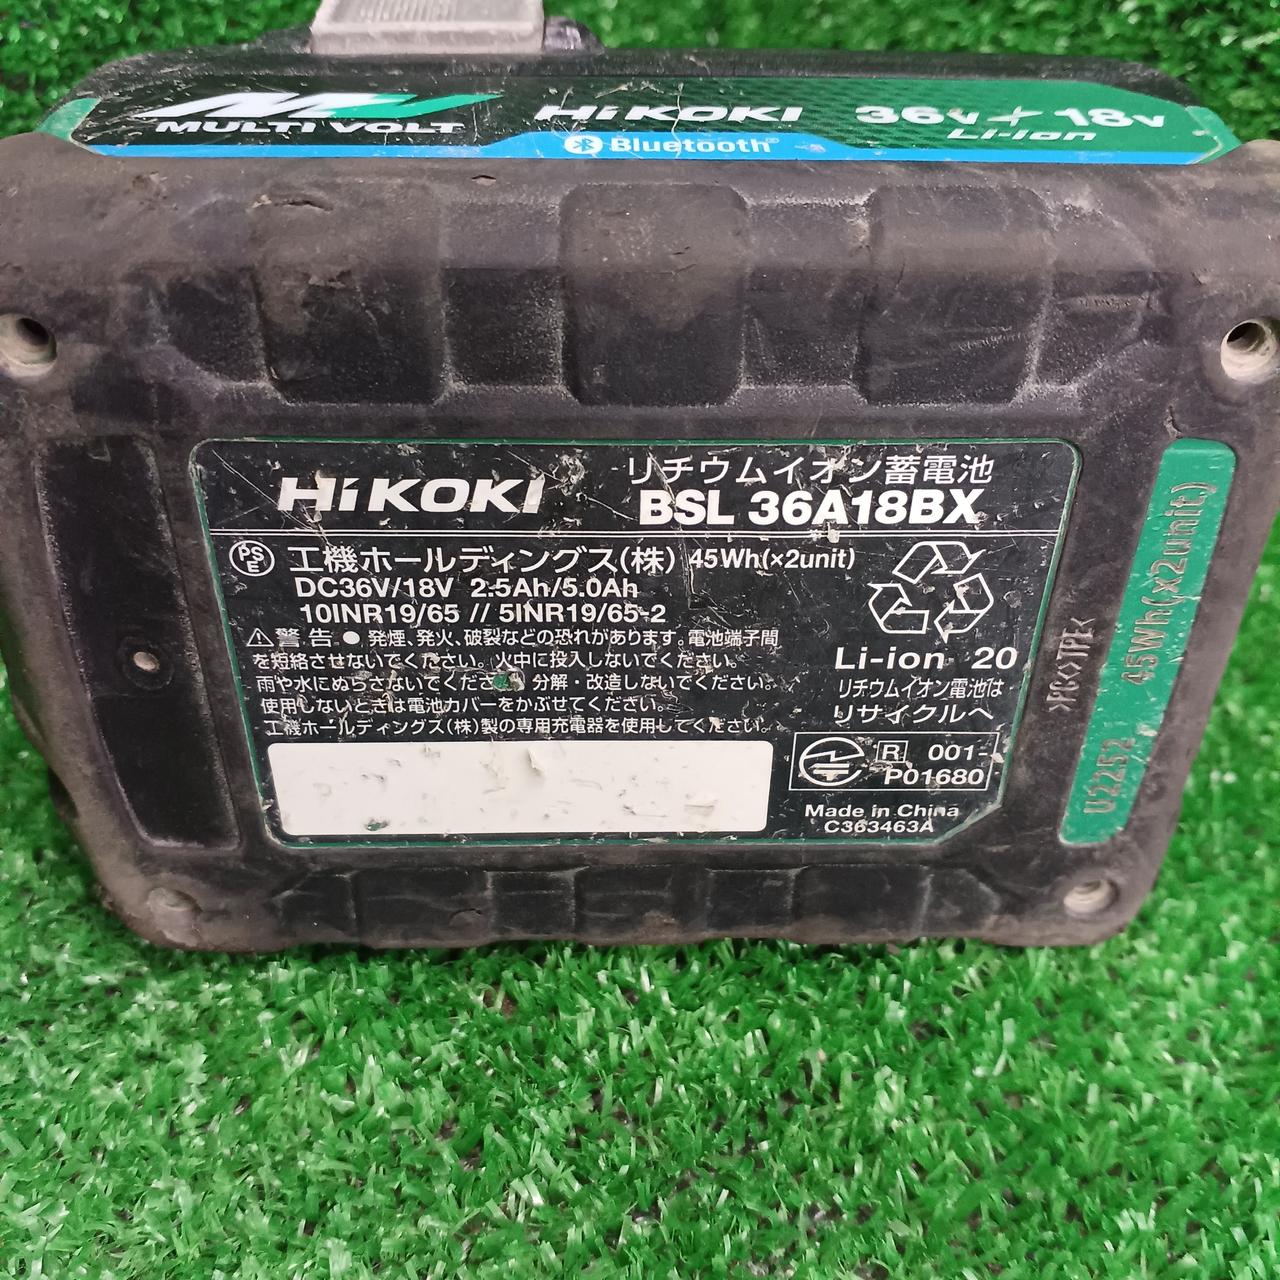 MULTI VOLT HiKOKI 36V⚡18V
Li-ion
Bluetooth®
HiKOKI リチウムイオン蓄電池
BSL 36A18BX
PSE 工機ホールディングス(株) 45Wh(×2unit)
DC36V/18V 2.5Ah/5.0Ah
10INR19/65 // 5INR19/65-2
⚠警告 ● 発煙、発火、破裂などの恐れがあります。電池端子間
を短絡させないでください。火中に投入しないでください。
雨や水にぬらさないでください。分解・改造しないでください。
使用しないときは電池カバーをかぶせてください。
工機ホールディングス(株)製の専用充電器を使用してください。
Li-ion 20
リチウムイオン電池は
リサイクルへ
R 001-
P01680
Made in China
C363463A
U2252 45Wh(x2unit)